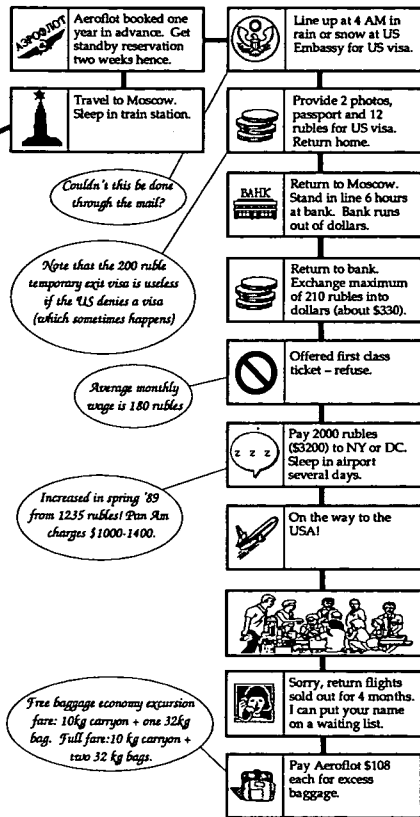 АЭРОФЛОТ
Aeroflot booked one
year in advance. Get
standby reservation
two weeks hence.
Travel to Moscow.
Sleep in train station.
Line up at 4 AM in
rain or snow at US
Embassy for US visa.
Couldn't this be done
through the mail?
Provide 2 photos,
passport and 12
rubles for US visa.
Return home.
Note that the 200 ruble
temporary exit visa is useless
if the US denies a visa
(which sometimes happens)
БАНК
Return to Moscow.
Stand in line 6 hours
at bank. Bank runs
out of dollars.
Return to bank.
Exchange maximum
of 210 rubles into
dollars (about $330).
Average monthly
wage is 180 rubles
Offered first class
ticket – refuse.
z z z
Pay 2000 rubles
($3200) to NY or DC.
Sleep in airport
several days.
Increased in spring '89
from 1235 rubles! Pan Am
charges $1000-1400.
On the way to the
USA!
Sorry, return flights
sold out for 4 months.
I can put your name
on a waiting list.
Free baggage economy excursion
fare: 10kg carryon + one 32kg
bag. Full fare:10 kg carryon +
two 32 kg bags.
Pay Aeroflot $108
each for excess
baggage.